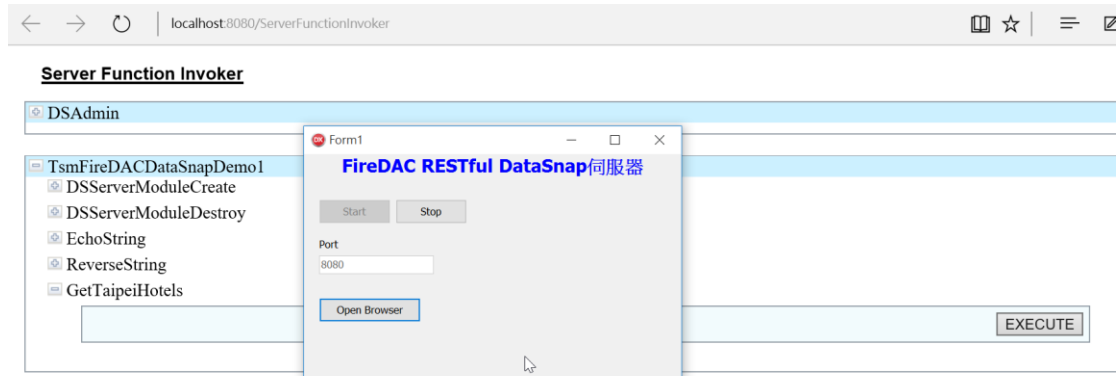 localhost:8080/ServerFunctionInvoker
Server Function Invoker
DSAdmin
TsmFireDACDataSnapDemo1
DSServerModuleCreate
DSServerModuleDestroy
EchoString
ReverseString
GetTaipeiHotels
EXECUTE
Form1
FireDAC RESTful DataSnap伺服器
Start Stop
Port
8080
Open Browser